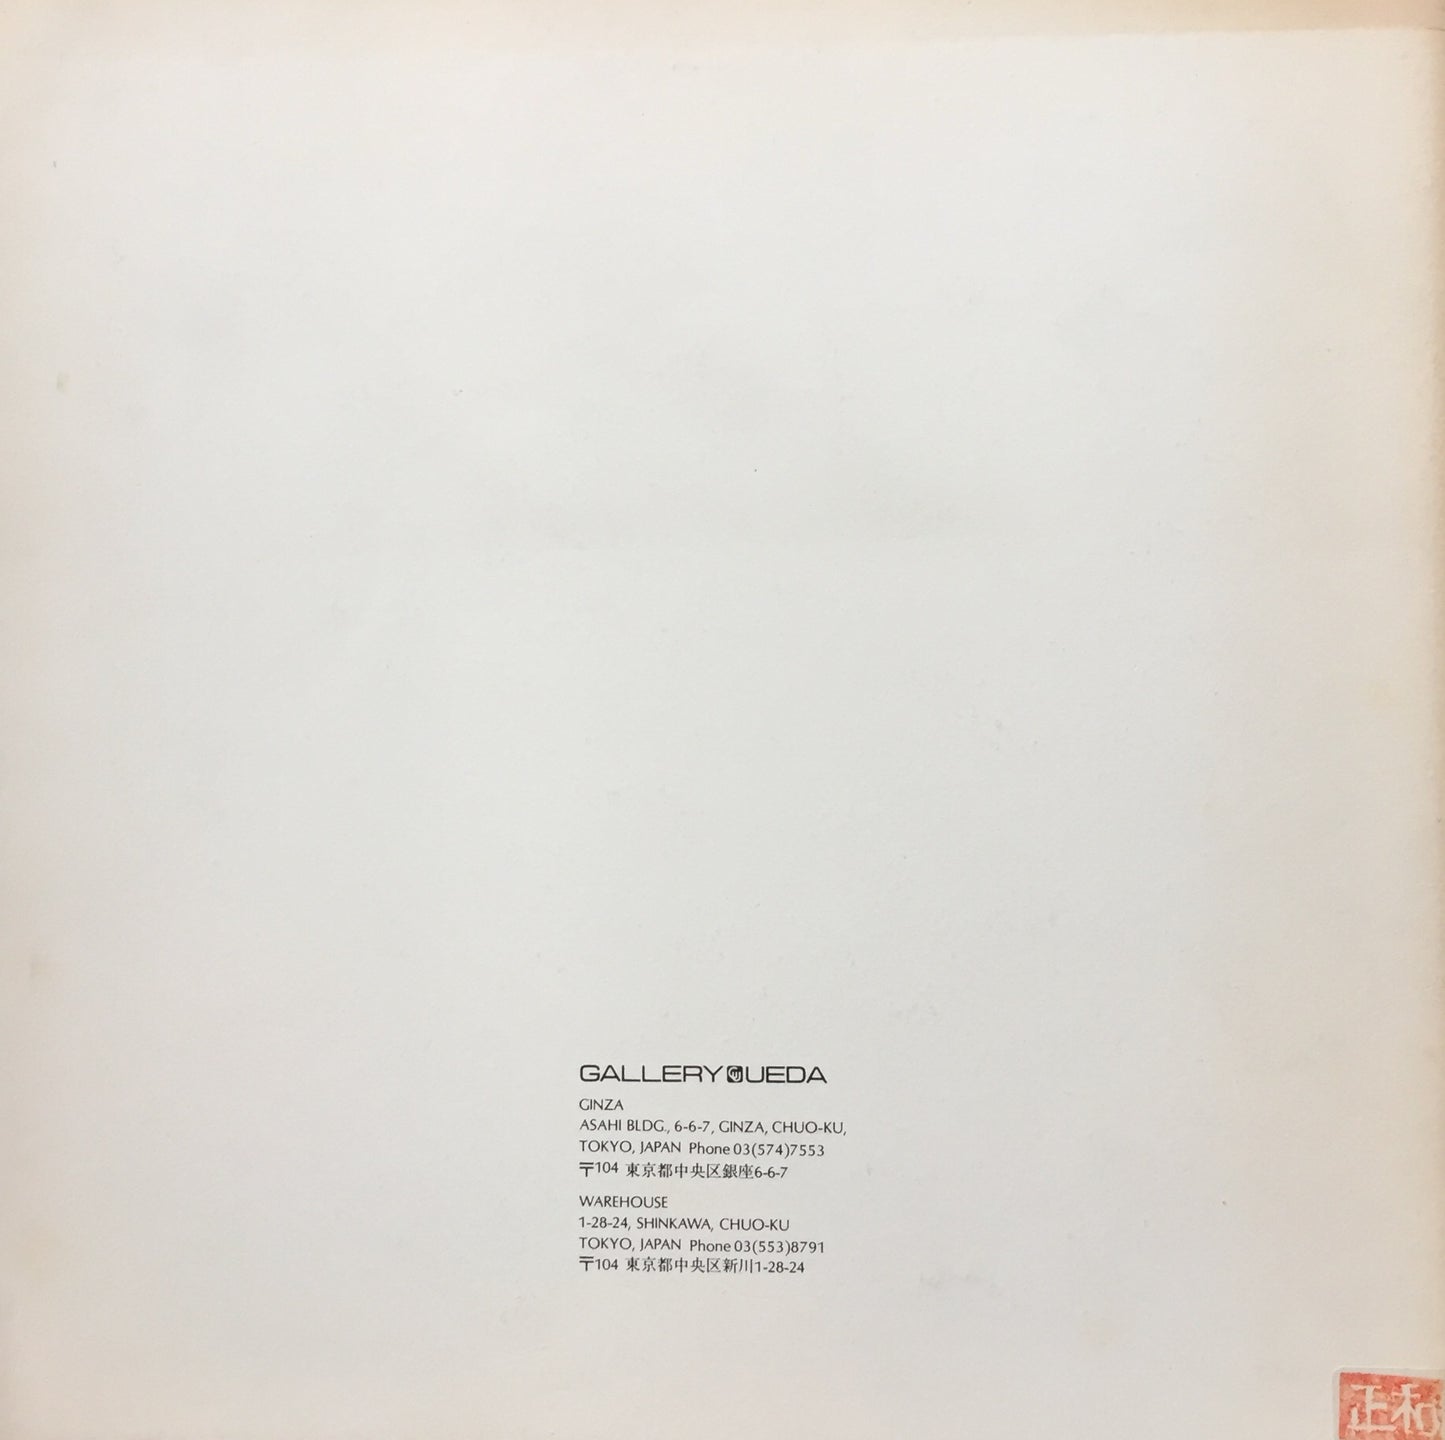 GALLERY UEDA
GINZA
ASAHI BLDG., 6-6-7, GINZA, CHUO-KU,
TOKYO, JAPAN Phone 03(574)7553
〒104 東京都中央区銀座6-6-7
WAREHOUSE
1-28-24, SHINKAWA, CHUO-KU
TOKYO, JAPAN Phone 03(553)8791
〒104 東京都中央区新川1-28-24
正和